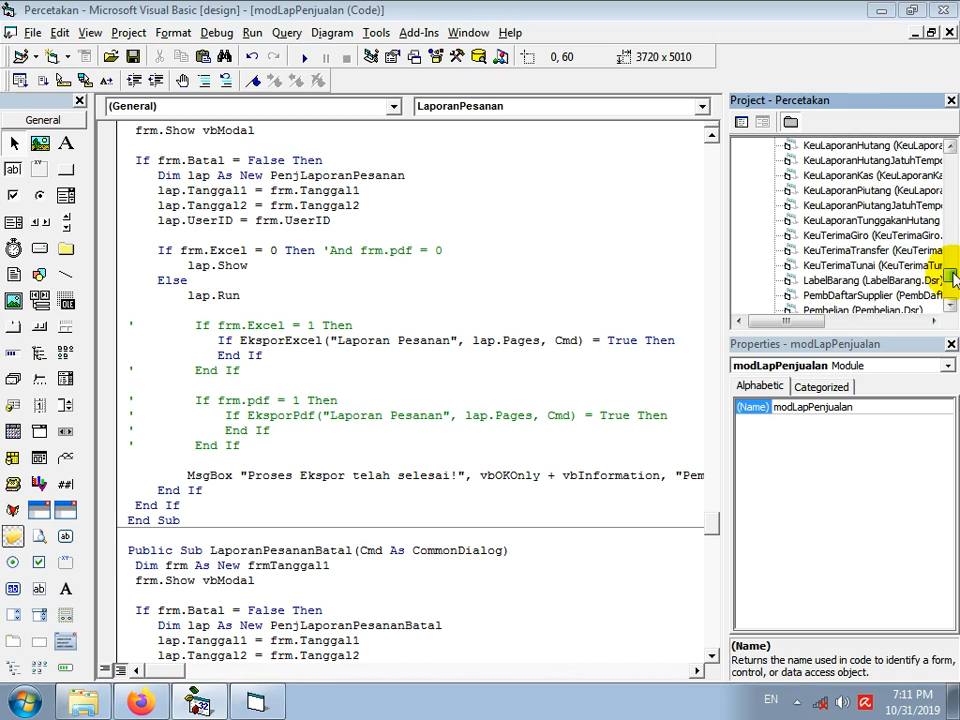 Percetakan - Microsoft Visual Basic [design] - [modLapPenjualan (Code)]
File Edit View Project Format Debug Run Query Diagram Tools Add-Ins Window Help
0, 60 3720 x 5010
General
(General) LaporanPesanan
frm.Show vbModal
If frm.Batal = False Then
Dim lap As New PenjLaporanPesanan
lap.Tanggal1 = frm.Tanggal1
lap.Tanggal2 = frm.Tanggal2
lap.UserID = frm.UserID
If frm.Excel = 0 Then 'And frm.pdf = 0
lap.Show
Else
lap.Run
' If frm.Excel = 1 Then
If EksporExcel("Laporan Pesanan", lap.Pages, Cmd) = True Then
End If
' End If
' If frm.pdf = 1 Then
' If EksporPdf("Laporan Pesanan", lap.Pages, Cmd) = True Then
' End If
' End If
MsgBox "Proses Ekspor telah selesai!", vbOKOnly + vbInformation, "Pem
End If
End If
End Sub
Public Sub LaporanPesananBatal(Cmd As CommonDialog)
Dim frm As New frmTanggal1
frm.Show vbModal
If frm.Batal = False Then
Dim lap As New PenjLaporanPesananBatal
lap.Tanggal1 = frm.Tanggal1
lap.Tanggal2 = frm.Tanggal2
Project - Percetakan
KeuLaporanHutang (KeuLapora
KeuLaporanHutangJatuhTempo
KeuLaporanKas (KeuLaporanKa
KeuLaporanPiutang (KeuLapora
KeuLaporanPiutangJatuhTempo
KeuLaporanTunggakanHutang
KeuTerimaGiro (KeuTerimaGiro.
KeuTerimaTransfer (KeuTerima
KeuTerimaTunai (KeuTerimaTun
LabelBarang (LabelBarang.Dsr)
PembDaftarSupplier (PembDaft
Pembelian (Pembelian.Dsr)
Properties - modLapPenjualan
modLapPenjualan Module
Alphabetic Categorized
(Name) modLapPenjualan
(Name)
Returns the name used in code to identify a form, control, or data access object.
EN
7:11 PM
10/31/2019